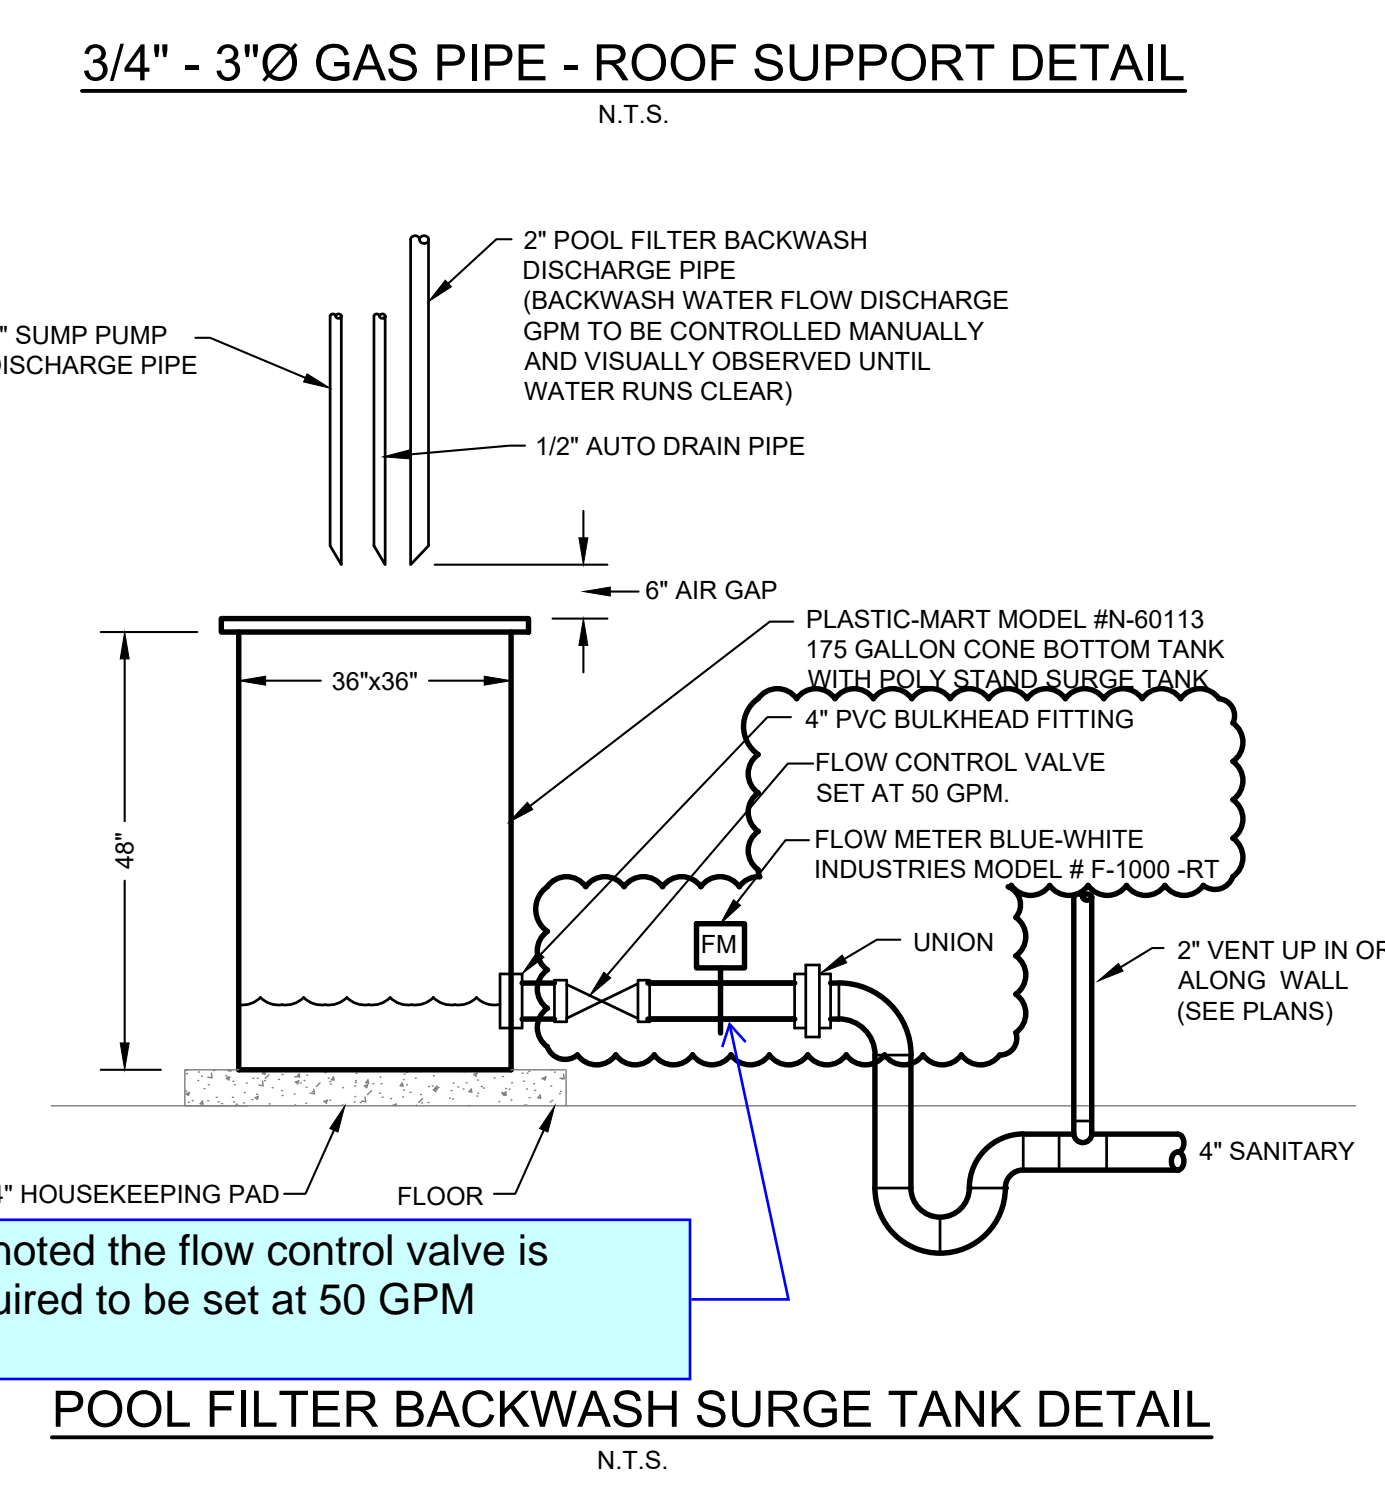 3/4" - 3"Ø GAS PIPE - ROOF SUPPORT DETAIL
N.T.S.
2" POOL FILTER BACKWASH
DISCHARGE PIPE
(BACKWASH WATER FLOW DISCHARGE
GPM TO BE CONTROLLED MANUALLY
AND VISUALLY OBSERVED UNTIL
WATER RUNS CLEAR)
" SUMP PUMP
DISCHARGE PIPE
1/2" AUTO DRAIN PIPE
6" AIR GAP
PLASTIC-MART MODEL #N-60113
175 GALLON CONE BOTTOM TANK
WITH POLY STAND SURGE TANK
36"x36"
4" PVC BULKHEAD FITTING
FLOW CONTROL VALVE
SET AT 50 GPM.
48"
FLOW METER BLUE-WHITE
INDUSTRIES MODEL # F-1000 -RT
FM
UNION
2" VENT UP IN OR
ALONG WALL
(SEE PLANS)
4" SANITARY
4" HOUSEKEEPING PAD
FLOOR
noted the flow control valve is
uired to be set at 50 GPM
POOL FILTER BACKWASH SURGE TANK DETAIL
N.T.S.